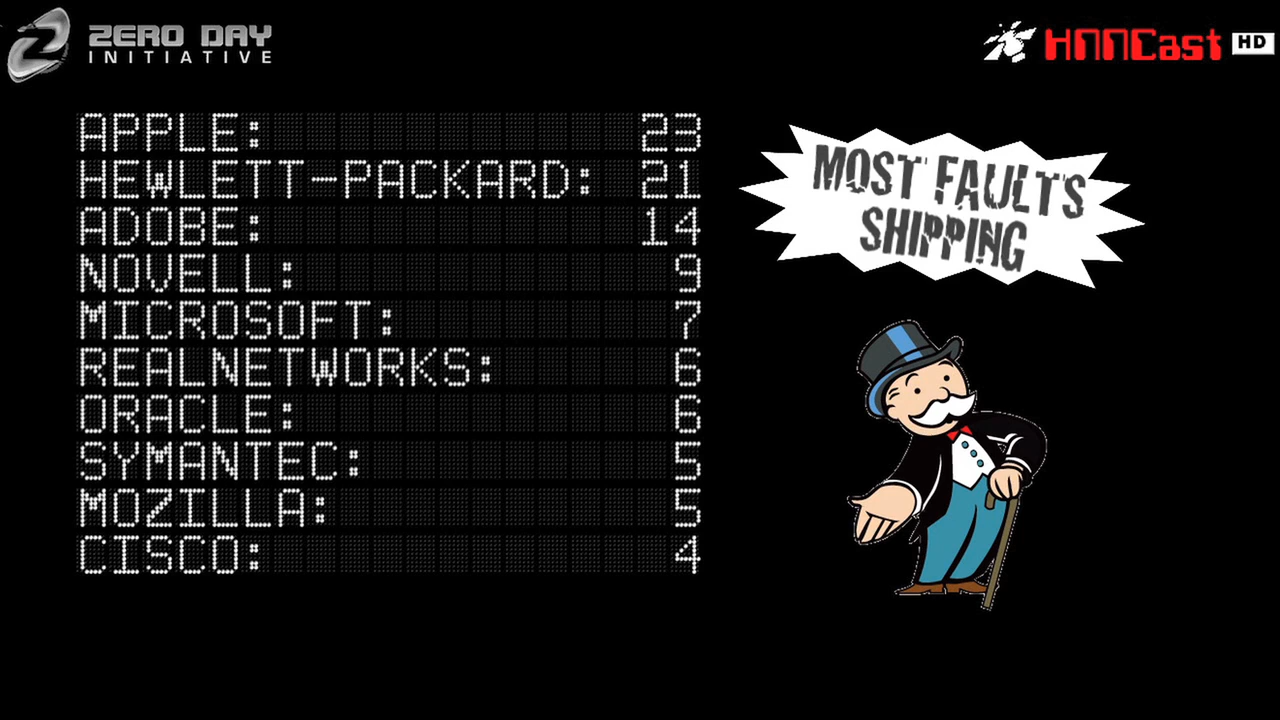 ZERO DAY
INITIATIVE
HNNCast HD
APPLE: 23
HEWLETT-PACKARD: 21
ADOBE: 14
NOVELL: 9
MICROSOFT: 7
REALNETWORKS: 6
ORACLE: 6
SYMANTEC: 5
MOZILLA: 5
CISCO: 4
MOST FAULTS
SHIPPING